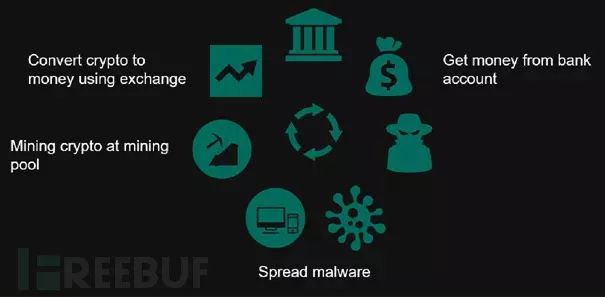 Convert crypto to
money using exchange
$
Get money from bank
account
Mining crypto at mining
pool
Spread malware
FREEBUF